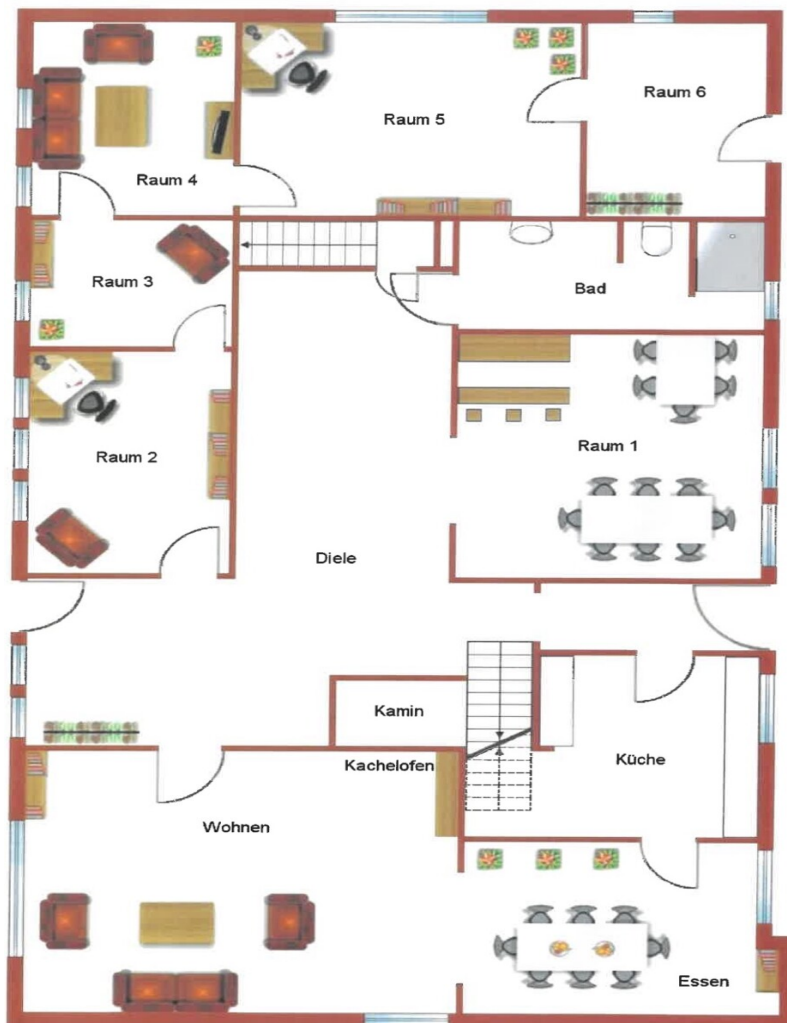 Raum 6
Raum 5
Raum 4
Raum 3
Bad
Raum 1
Raum 2
Diele
Kamin
Küche
Kachelofen
Wohnen
Essen